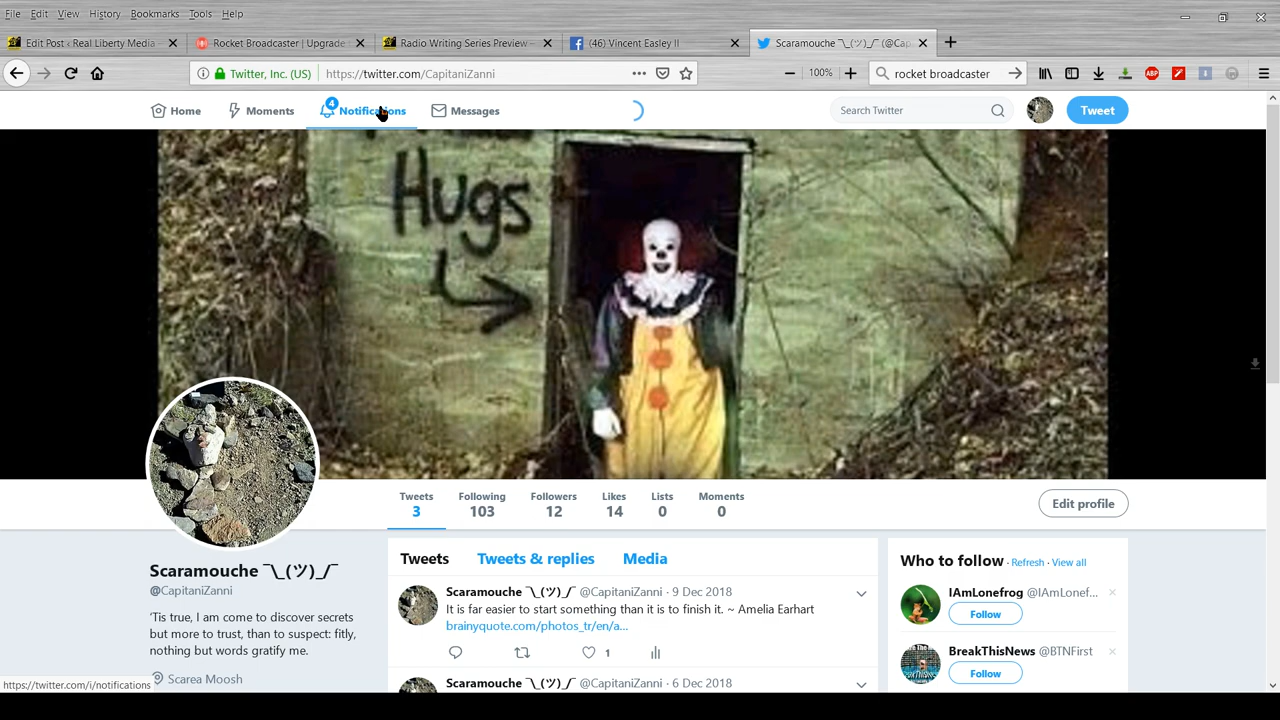 File Edit View History Bookmarks Tools Help
Edit Post ‹ Real Liberty Media
Rocket Broadcaster | Upgrade
Radio Writing Series Preview –
(46) Vincent Easley II
Scaramouche ¯\_(ツ)_/¯ (@Cap
Twitter, Inc. (US)
https://twitter.com/CapitaniZanni
100%
rocket broadcaster
ABP
Home
Moments
4
Notifications
Messages
Search Twitter
Tweet
Hugs
Tweets Following Followers Likes Lists Moments
3 103 12 14 0 0
Edit profile
Scaramouche ¯\_(ツ)_/¯
@CapitaniZanni
'Tis true, I am come to discover secrets
but more to trust, than to suspect: fitly,
nothing but words gratify me.
Scarea Moosh
Tweets Tweets & replies Media
Scaramouche ¯\_(ツ)_/¯ @CapitaniZanni · 9 Dec 2018
It is far easier to start something than it is to finish it. ~ Amelia Earhart
brainyquote.com/photos_tr/en/a...
1
Scaramouche ¯\_(ツ)_/¯ @CapitaniZanni · 6 Dec 2018
Who to follow · Refresh · View all
IAmLonefrog @IAmLonef...
Follow
BreakThisNews @BTNFirst
Follow
https://twitter.com/i/notifications